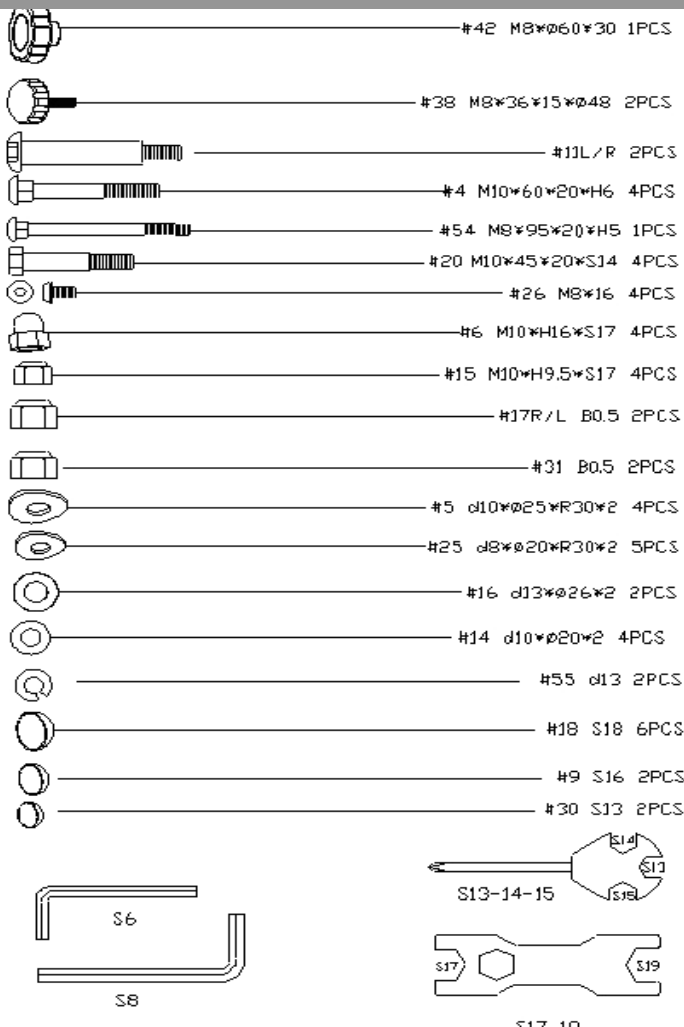 #42 M8*ø60*30 1PCS
#38 M8*36*15*ø48 2PCS
#11L/R 2PCS
#4 M10*60*20*H6 4PCS
#54 M8*95*20*H5 1PCS
#20 M10*45*20*S14 4PCS
#26 M8*16 4PCS
#6 M10*H16*S17 4PCS
#15 M10*H9.5*S17 4PCS
#17R/L B0.5 2PCS
#31 B0.5 2PCS
#5 d10*ø25*R30*2 4PCS
#25 d8*ø20*R30*2 5PCS
#16 d13*ø26*2 2PCS
#14 d10*ø20*2 4PCS
#55 d13 2PCS
#18 S18 6PCS
#9 S16 2PCS
#30 S13 2PCS
S14
S13
S15
S13-14-15
S6
S17
S19
S8